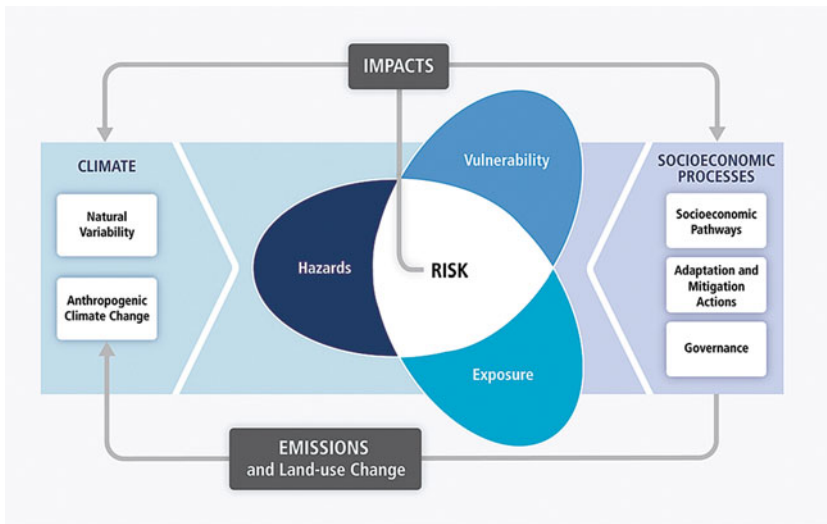 IMPACTS
CLIMATE
Natural
Variability
Anthropogenic
Climate Change
Vulnerability
Hazards
RISK
Exposure
SOCIOECONOMIC
PROCESSES
Socioeconomic
Pathways
Adaptation and
Mitigation
Actions
Governance
EMISSIONS
and Land-use Change